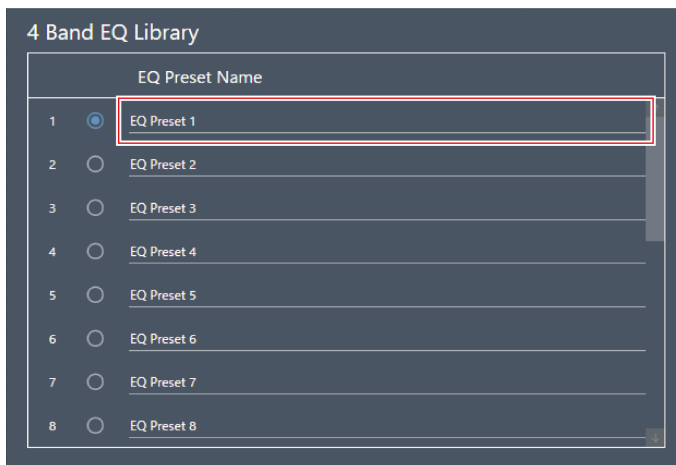 4 Band EQ Library
EQ Preset Name
1 EQ Preset 1
2 EQ Preset 2
3 EQ Preset 3
4 EQ Preset 4
5 EQ Preset 5
6 EQ Preset 6
7 EQ Preset 7
8 EQ Preset 8